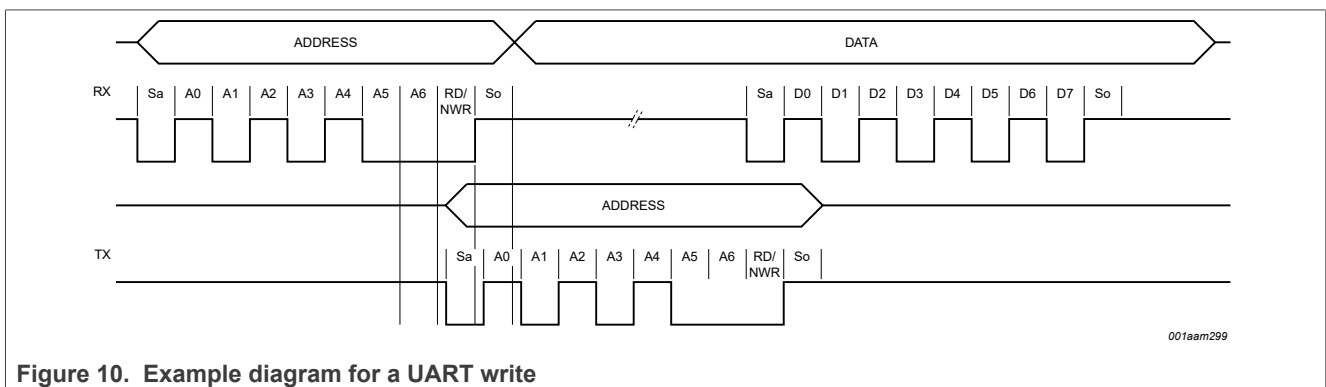 ADDRESS DATA
RX Sa A0 A1 A2 A3 A4 A5 A6 RD/ So Sa D0 D1 D2 D3 D4 D5 D6 D7 So
NWR
ADDRESS
TX Sa A0 A1 A2 A3 A4 A5 A6 RD/ So
NWR
001aam299
Figure 10. Example diagram for a UART write